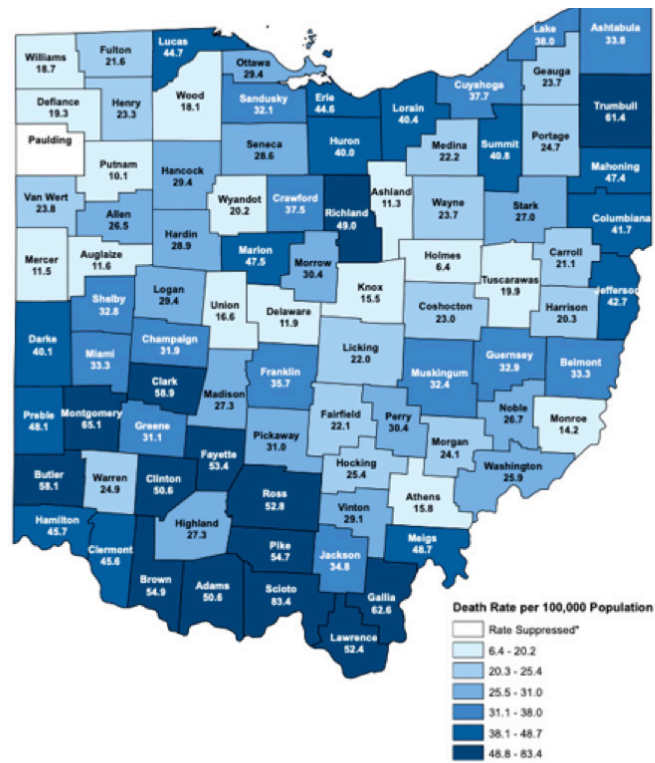 Williams
18.7
Fulton
21.6
Lucas
44.7
Ottawa
29.4
Lake
38.0
Ashtabula
33.8
Geauga
23.7
Cuyahoga
37.7
Defiance
19.3
Henry
23.3
Wood
18.1
Sandusky
32.1
Erie
44.6
Lorain
40.4
Trumbull
61.4
Paulding
Putnam
10.1
Hancock
29.4
Seneca
28.6
Huron
40.0
Medina
22.2
Summit
40.8
Portage
24.7
Mahoning
47.4
Van Wert
23.8
Allen
26.5
Wyandot
20.2
Crawford
37.5
Richland
49.0
Ashland
11.3
Wayne
23.7
Stark
27.0
Columbiana
41.7
Mercer
11.5
Auglaize
11.6
Hardin
28.9
Marion
47.5
Morrow
30.4
Holmes
6.4
Tuscarawas
19.9
Carroll
21.1
Jefferson
42.7
Shelby
32.8
Logan
29.4
Union
16.6
Delaware
11.9
Knox
15.5
Coshocton
23.0
Harrison
20.3
Darke
40.1
Miami
33.3
Champaign
31.9
Licking
22.0
Muskingum
32.4
Guernsey
32.9
Belmont
33.3
Clark
58.9
Madison
27.3
Franklin
35.7
Preble
48.1
Montgomery
65.1
Greene
31.1
Pickaway
31.0
Fairfield
22.1
Perry
30.4
Noble
26.7
Monroe
14.2
Morgan
24.1
Butler
58.1
Warren
24.9
Clinton
50.6
Fayette
53.4
Hocking
25.4
Washington
25.9
Ross
52.8
Athens
15.8
Vinton
29.1
Hamilton
45.7
Clermont
45.6
Highland
27.3
Pike
54.7
Jackson
34.8
Meigs
48.7
Brown
54.9
Adams
50.6
Scioto
83.4
Gallia
62.6
Lawrence
52.4
Death Rate per 100,000 Population
Rate Suppressed*
6.4 - 20.2
20.3 - 25.4
25.5 - 31.0
31.1 - 38.0
38.1 - 48.7
48.8 - 83.4